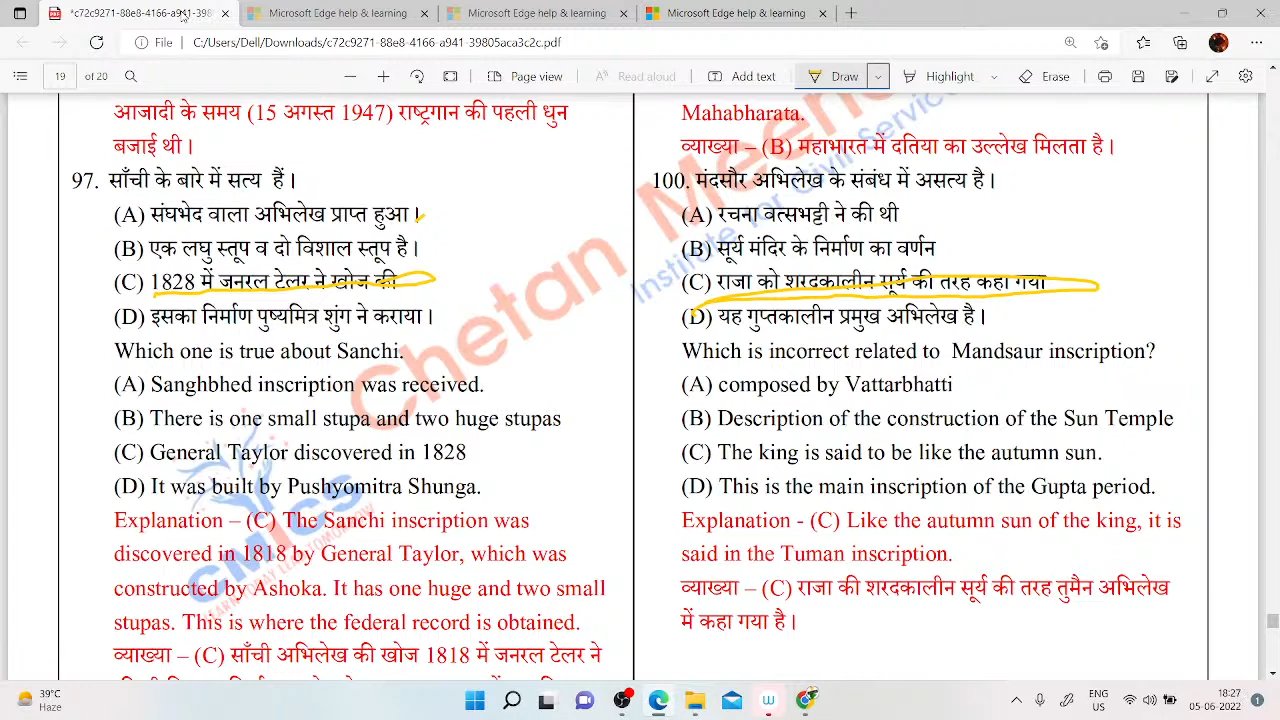 *c72c9271-88e8-4166-a9c1-398
Microsoft Edge help & learning
Microsoft Edge help & learning
Microsoft Edge help & learning
File
C:/Users/Dell/Downloads/c72c9271-88e8-4166-a91-39805aa2c2c.pdf
19 of 20
Page view
Read aloud
Add text
Draw
Highlight
Erase
आजादी के समय (15 अगस्त 1947) राष्ट्रगान की पहली धुन
बजाई थी।
97. साँची के बारे में सत्य हैं।
(A) संघभेद वाला अभिलेख प्राप्त हुआ।
(B) एक लघु स्तूप व दो विशाल स्तूप है।
(C) 1828 में जनरल टेलर ने खोज की
(D) इसका निर्माण पुष्यमित्र शुंग ने कराया।
Which one is true about Sanchi.
(A) Sanghbhed inscription was received.
(B) There is one small stupa and two huge stupas
(C) General Taylor discovered in 1828
(D) It was built by Pushyomitra Shunga.
Explanation – (C) The Sanchi inscription was
discovered in 1818 by General Taylor, which was
constructed by Ashoka. It has one huge and two small
stupas. This is where the federal record is obtained.
व्याख्या – (C) साँची अभिलेख की खोज 1818 में जनरल टेलर ने
Mahabharata.
व्याख्या – (B) महाभारत में दतिया का उल्लेख मिलता है।
100. मंदसौर अभिलेख के संबंध में असत्य है।
(A) रचना वत्सभट्टी ने की थी
(B) सूर्य मंदिर के निर्माण का वर्णन
(C) राजा को शरदकालीन सूर्य की तरह कहा गया
(D) यह गुप्तकालीन प्रमुख अभिलेख है।
Which is incorrect related to Mandsaur inscription?
(A) composed by Vattarbhatti
(B) Description of the construction of the Sun Temple
(C) The king is said to be like the autumn sun.
(D) This is the main inscription of the Gupta period.
Explanation - (C) Like the autumn sun of the king, it is
said in the Tuman inscription.
व्याख्या – (C) राजा की शरदकालीन सूर्य की तरह तुमैन अभिलेख
में कहा गया है।
Chetan Meena
Institute for Civil Service
CMICS
39°C
Haze
ENG
US
18:27
05-06-2022
1